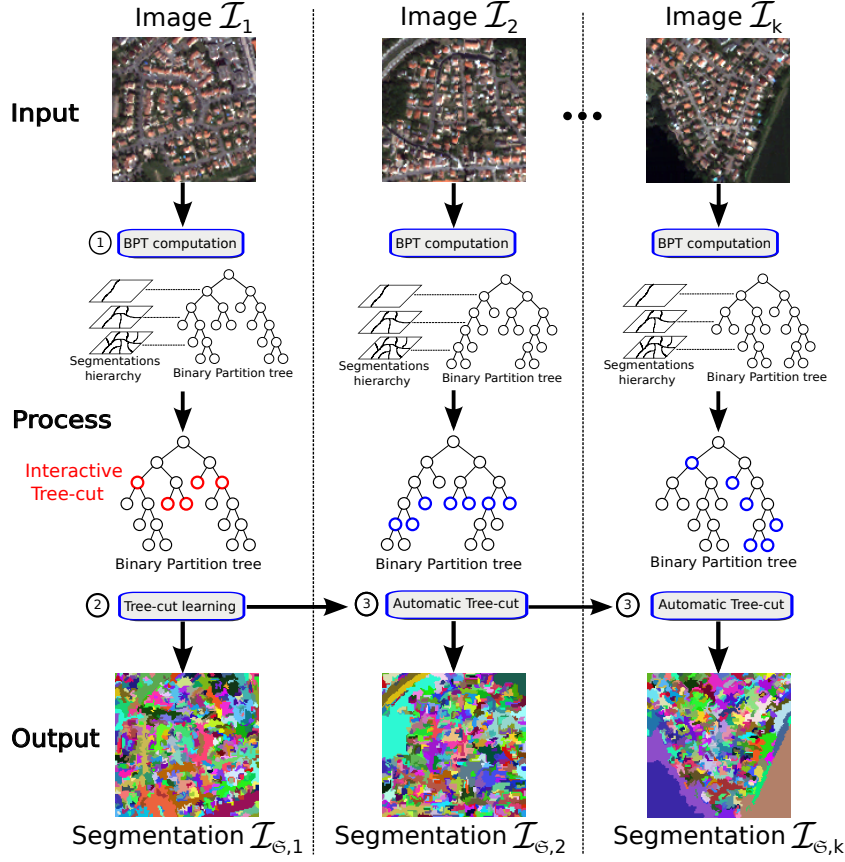 Image I₁
Image I₂
Image Iₖ
Input
1 BPT computation
BPT computation
BPT computation
Segmentations
hierarchy
Binary Partition tree
Segmentations
hierarchy
Binary Partition tree
Segmentations
hierarchy
Binary Partition tree
Process
Interactive
Tree-cut
Binary Partition tree
Binary Partition tree
Binary Partition tree
2 Tree-cut learning
3 Automatic Tree-cut
3 Automatic Tree-cut
Output
Segmentation I𝔖,1
Segmentation I𝔖,2
Segmentation I𝔖,k